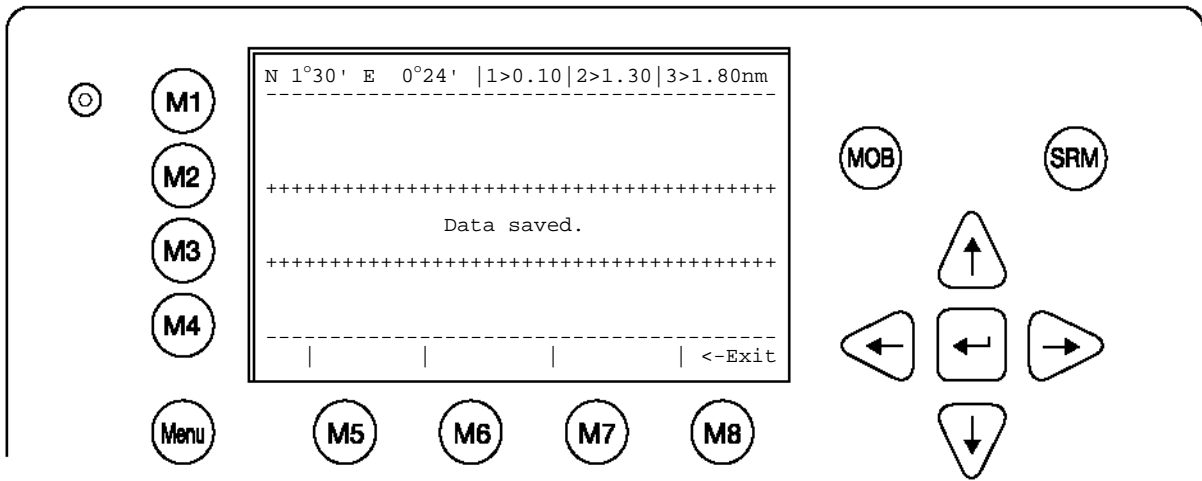 N 1°30' E 0°24' |1>0.10|2>1.30|3>1.80nm
-----------------------------------------
M1
MOB
SRM
M2
+++++++++++++++++++++++++++++++++++++++++
Data saved.
M3
+++++++++++++++++++++++++++++++++++++++++
M4
-----------------------------------------
| | | | <-Exit
Menu
M5
M6
M7
M8